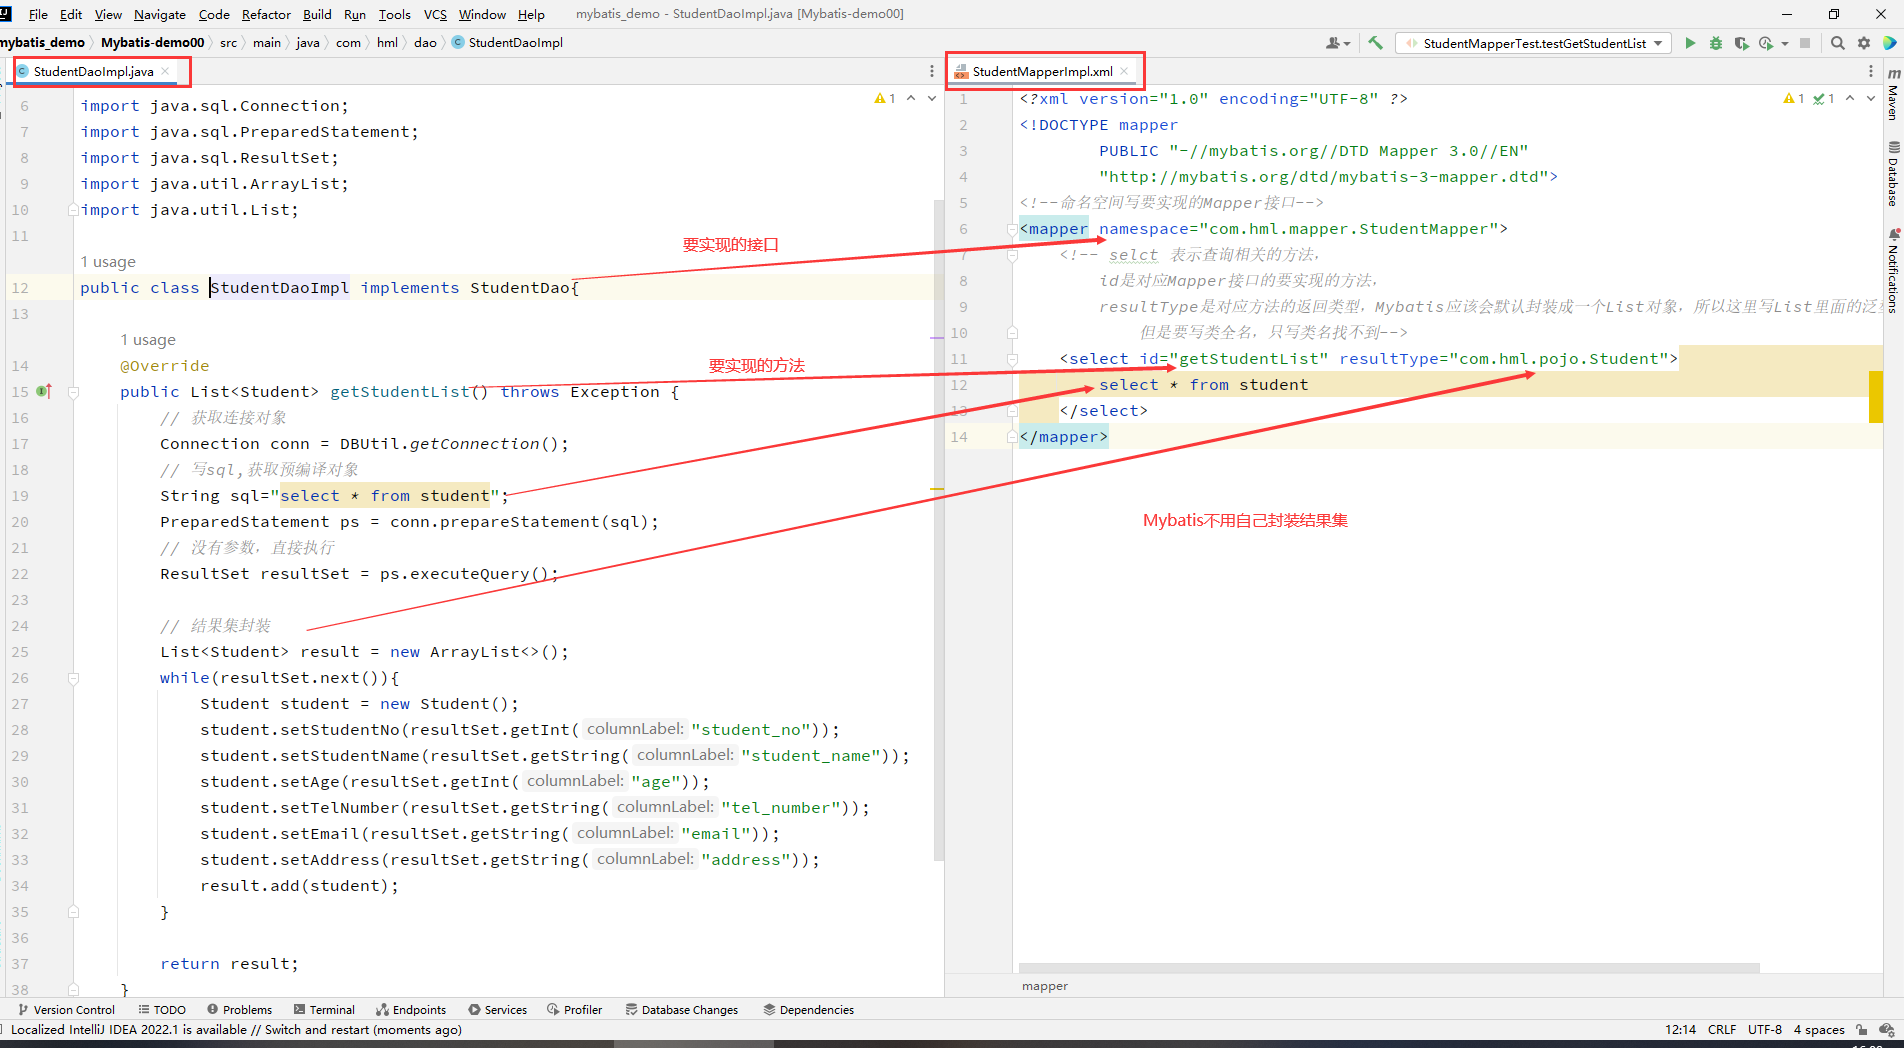 File Edit View Navigate Code Refactor Build Run Tools VCS Window Help mybatis_demo - StudentDaoImpl.java [Mybatis-demo00]
mybatis_demo Mybatis-demo00 src main java com hml dao StudentDaoImpl StudentMapperTest.testGetStudentList
StudentDaoImpl.java
6 import java.sql.Connection;
7 import java.sql.PreparedStatement;
8 import java.sql.ResultSet;
9 import java.util.ArrayList;
10 import java.util.List;
11
1 usage
12 public class StudentDaoImpl implements StudentDao{
13
1 usage
14 @Override
15 public List<Student> getStudentList() throws Exception {
16 // 获取连接对象
17 Connection conn = DBUtil.getConnection();
18 // 写sql,获取预编译对象
19 String sql="select * from student";
20 PreparedStatement ps = conn.prepareStatement(sql);
21 // 没有参数，直接执行
22 ResultSet resultSet = ps.executeQuery();
23
24 // 结果集封装
25 List<Student> result = new ArrayList<>();
26 while(resultSet.next()){
27 Student student = new Student();
28 student.setStudentNo(resultSet.getInt( columnLabel: "student_no"));
29 student.setStudentName(resultSet.getString( columnLabel: "student_name"));
30 student.setAge(resultSet.getInt( columnLabel: "age"));
31 student.setTelNumber(resultSet.getString( columnLabel: "tel_number"));
32 student.setEmail(resultSet.getString( columnLabel: "email"));
33 student.setAddress(resultSet.getString( columnLabel: "address"));
34 result.add(student);
35 }
36
37 return result;
38 }
1
要实现的接口
要实现的方法
StudentMapperImpl.xml
1 <?xml version="1.0" encoding="UTF-8" ?>
2 <!DOCTYPE mapper
3 PUBLIC "-//mybatis.org//DTD Mapper 3.0//EN"
4 "http://mybatis.org/dtd/mybatis-3-mapper.dtd">
5 <!--命名空间写要实现的Mapper接口-->
6 <mapper namespace="com.hml.mapper.StudentMapper">
7 <!-- selct 表示查询相关的方法，
8 id是对应Mapper接口的要实现的方法，
9 resultType是对应方法的返回类型，Mybatis应该会默认封装成一个List对象，所以这里写List里面的泛
10 但是要写类全名，只写类名找不到-->
11 <select id="getStudentList" resultType="com.hml.pojo.Student">
12 select * from student
13 </select>
14 </mapper>
1 1
Mybatis不用自己封装结果集
mapper
Maven
Database
Notifications
Version Control TODO Problems Terminal Endpoints Services Profiler Database Changes Dependencies
Localized IntelliJ IDEA 2022.1 is available // Switch and restart (moments ago) 12:14 CRLF UTF-8 4 spaces